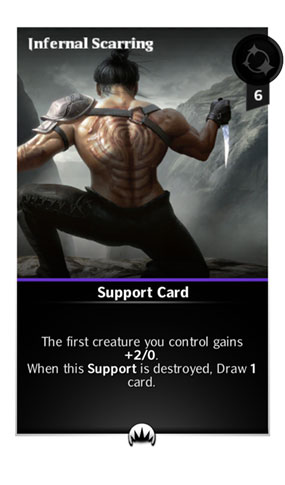 Infernal Scarring
6
Support Card
The first creature you control gains
+2/0.
When this Support is destroyed, Draw 1
card.